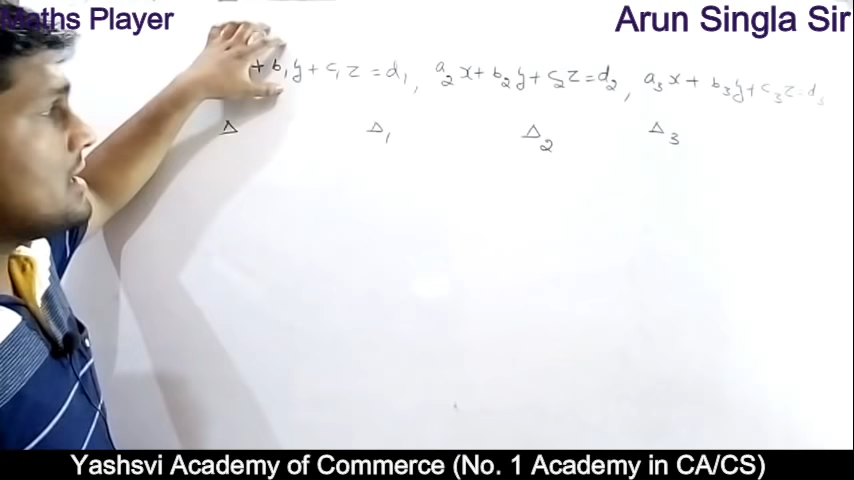 Maths Player
Arun Singla Sir
+ b₁y + c₁z = d₁, a₂x + b₂y + c₂z = d₂, a₃x + b₃y + c₃z = d₃
Δ Δ₁ Δ₂ Δ₃
Yashsvi Academy of Commerce (No. 1 Academy in CA/CS)